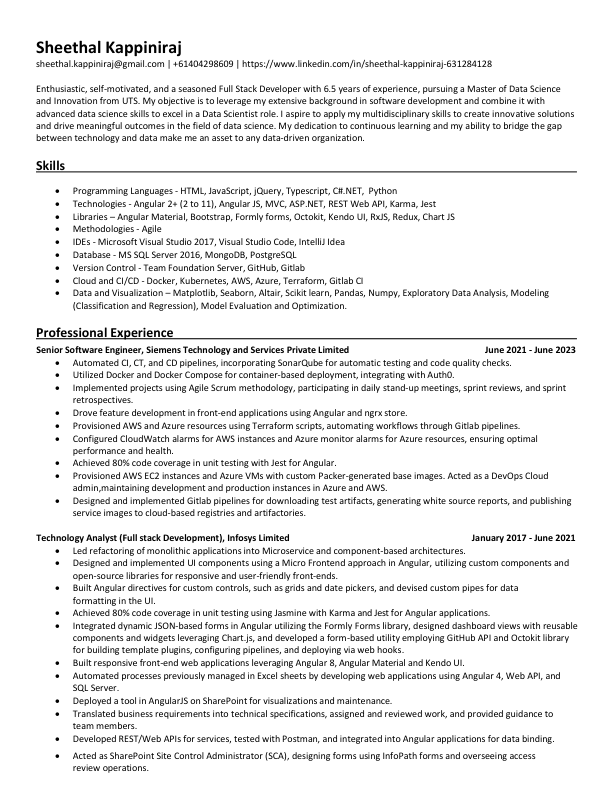 Sheethal Kappiniraj
sheethal.kappiniraj@gmail.com | +61404298609 | https://www.linkedin.com/in/sheethal-kappiniraj-631284128
Enthusiastic, self-motivated, and a seasoned Full Stack Developer with 6.5 years of experience, pursuing a Master of Data Science
and Innovation from UTS. My objective is to leverage my extensive background in software development and combine it with
advanced data science skills to excel in a Data Scientist role. I aspire to apply my multidisciplinary skills to create innovative solutions
and drive meaningful outcomes in the field of data science. My dedication to continuous learning and my ability to bridge the gap
between technology and data make me an asset to any data-driven organization.
Skills
• Programming Languages - HTML, JavaScript, jQuery, Typescript, C#.NET, Python
• Technologies - Angular 2+ (2 to 11), Angular JS, MVC, ASP.NET, REST Web API, Karma, Jest
• Libraries – Angular Material, Bootstrap, Formly forms, Octokit, Kendo UI, RxJS, Redux, Chart JS
• Methodologies - Agile
• IDEs - Microsoft Visual Studio 2017, Visual Studio Code, IntelliJ Idea
• Database - MS SQL Server 2016, MongoDB, PostgreSQL
• Version Control - Team Foundation Server, GitHub, Gitlab
• Cloud and CI/CD - Docker, Kubernetes, AWS, Azure, Terraform, Gitlab CI
• Data and Visualization – Matplotlib, Seaborn, Altair, Scikit learn, Pandas, Numpy, Exploratory Data Analysis, Modeling
(Classification and Regression), Model Evaluation and Optimization.
Professional Experience
Senior Software Engineer, Siemens Technology and Services Private Limited June 2021 - June 2023
• Automated CI, CT, and CD pipelines, incorporating SonarQube for automatic testing and code quality checks.
• Utilized Docker and Docker Compose for container-based deployment, integrating with Auth0.
• Implemented projects using Agile Scrum methodology, participating in daily stand-up meetings, sprint reviews, and sprint
retrospectives.
• Drove feature development in front-end applications using Angular and ngrx store.
• Provisioned AWS and Azure resources using Terraform scripts, automating workflows through Gitlab pipelines.
• Configured CloudWatch alarms for AWS instances and Azure monitor alarms for Azure resources, ensuring optimal
performance and health.
• Achieved 80% code coverage in unit testing with Jest for Angular.
• Provisioned AWS EC2 instances and Azure VMs with custom Packer-generated base images. Acted as a DevOps Cloud
admin,maintaining development and production instances in Azure and AWS.
• Designed and implemented Gitlab pipelines for downloading test artifacts, generating white source reports, and publishing
service images to cloud-based registries and artifactories.
Technology Analyst (Full stack Development), Infosys Limited January 2017 - June 2021
• Led refactoring of monolithic applications into Microservice and component-based architectures.
• Designed and implemented UI components using a Micro Frontend approach in Angular, utilizing custom components and
open-source libraries for responsive and user-friendly front-ends.
• Built Angular directives for custom controls, such as grids and date pickers, and devised custom pipes for data
formatting in the UI.
• Achieved 80% code coverage in unit testing using Jasmine with Karma and Jest for Angular applications.
• Integrated dynamic JSON-based forms in Angular utilizing the Formly Forms library, designed dashboard views with reusable
components and widgets leveraging Chart.js, and developed a form-based utility employing GitHub API and Octokit library
for building template plugins, configuring pipelines, and deploying via web hooks.
• Built responsive front-end web applications leveraging Angular 8, Angular Material and Kendo UI.
• Automated processes previously managed in Excel sheets by developing web applications using Angular 4, Web API, and
SQL Server.
• Deployed a tool in AngularJS on SharePoint for visualizations and maintenance.
• Translated business requirements into technical specifications, assigned and reviewed work, and provided guidance to
team members.
• Developed REST/Web APIs for services, tested with Postman, and integrated into Angular applications for data binding.
• Acted as SharePoint Site Control Administrator (SCA), designing forms using InfoPath forms and overseeing access
review operations.